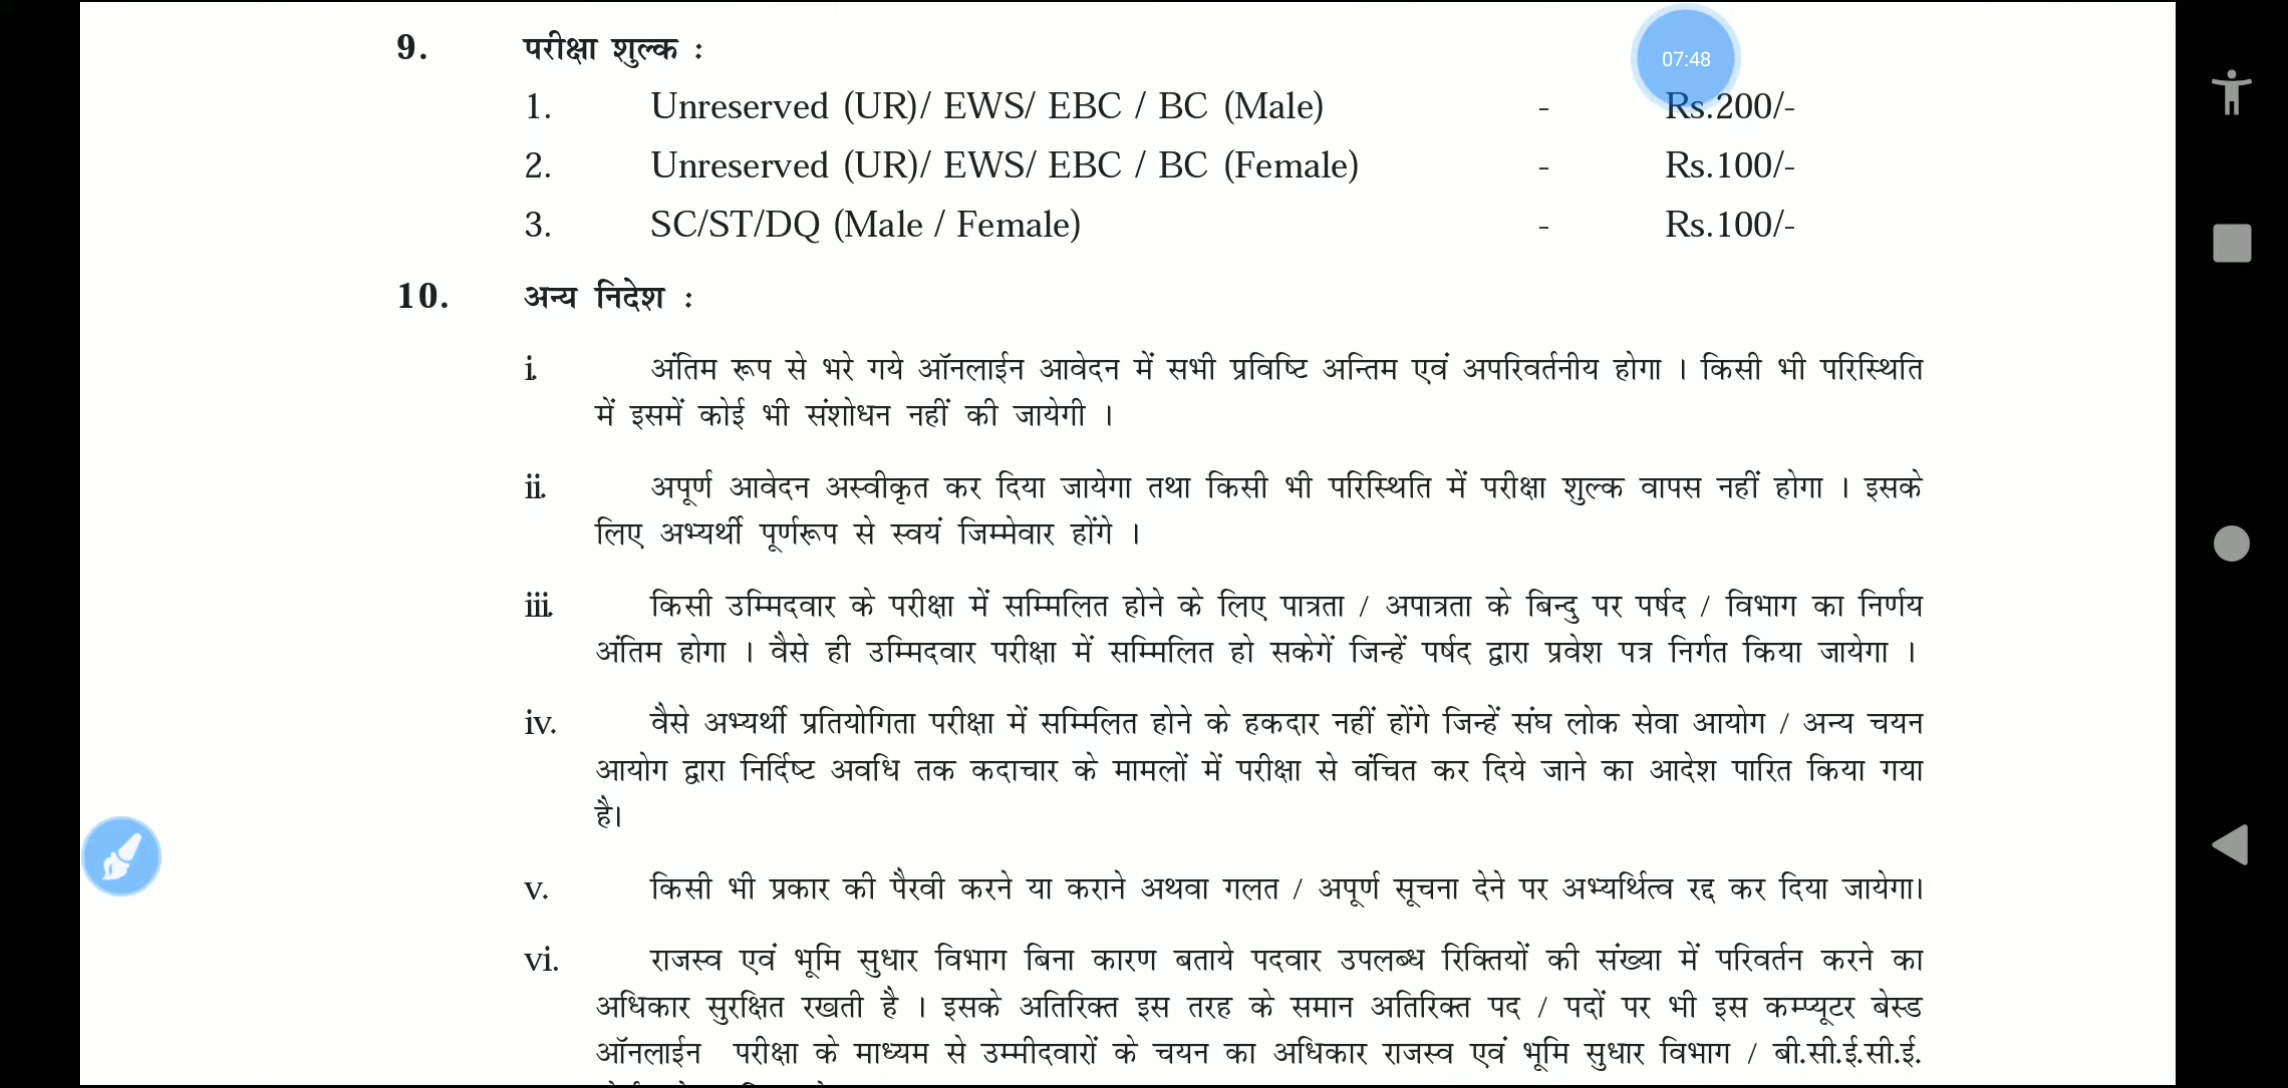 9. परीक्षा शुल्क :
07:48
1. Unreserved (UR)/ EWS/ EBC / BC (Male) - Rs.200/-
2. Unreserved (UR)/ EWS/ EBC / BC (Female) - Rs.100/-
3. SC/ST/DQ (Male / Female) - Rs.100/-
10. अन्य निदेश :
i. अंतिम रूप से भरे गये ऑनलाईन आवेदन में सभी प्रविष्टि अन्तिम एवं अपरिवर्तनीय होगा । किसी भी परिस्थिति
में इसमें कोई भी संशोधन नहीं की जायेगी ।
ii. अपूर्ण आवेदन अस्वीकृत कर दिया जायेगा तथा किसी भी परिस्थिति में परीक्षा शुल्क वापस नहीं होगा । इसके
लिए अभ्यर्थी पूर्णरूप से स्वयं जिम्मेवार होंगे ।
iii. किसी उम्मिदवार के परीक्षा में सम्मिलित होने के लिए पात्रता / अपात्रता के बिन्दु पर पर्षद / विभाग का निर्णय
अंतिम होगा । वैसे ही उम्मिदवार परीक्षा में सम्मिलित हो सकेगें जिन्हें पर्षद द्वारा प्रवेश पत्र निर्गत किया जायेगा ।
iv. वैसे अभ्यर्थी प्रतियोगिता परीक्षा में सम्मिलित होने के हकदार नहीं होंगे जिन्हें संघ लोक सेवा आयोग / अन्य चयन
आयोग द्वारा निर्दिष्ट अवधि तक कदाचार के मामलों में परीक्षा से वंचित कर दिये जाने का आदेश पारित किया गया
है।
v. किसी भी प्रकार की पैरवी करने या कराने अथवा गलत / अपूर्ण सूचना देने पर अभ्यर्थित्व रद्द कर दिया जायेगा।
vi. राजस्व एवं भूमि सुधार विभाग बिना कारण बताये पदवार उपलब्ध रिक्तियों की संख्या में परिवर्तन करने का
अधिकार सुरक्षित रखती है । इसके अतिरिक्त इस तरह के समान अतिरिक्त पद / पदों पर भी इस कम्प्यूटर बेस्ड
ऑनलाईन परीक्षा के माध्यम से उम्मीदवारों के चयन का अधिकार राजस्व एवं भूमि सुधार विभाग / बी.सी.ई.सी.ई.